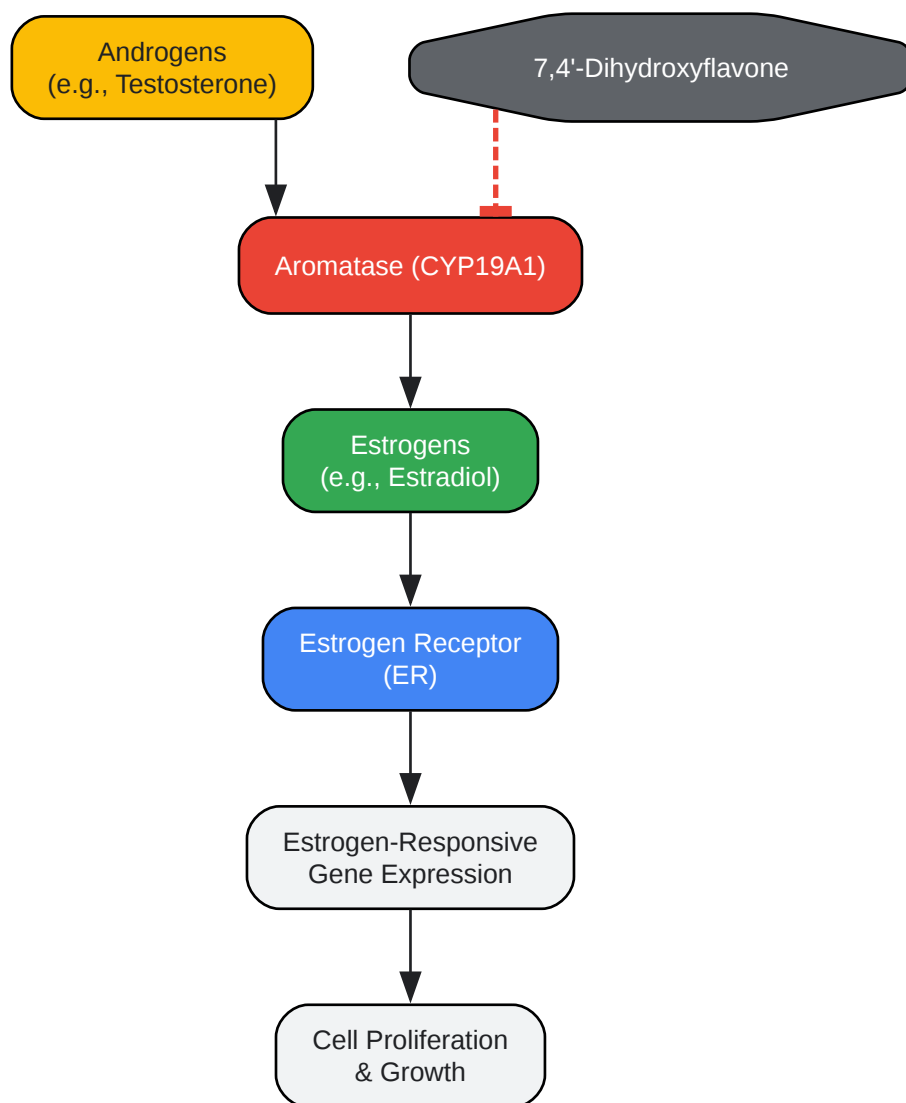 Androgens
(e.g., Testosterone)
7,4'-Dihydroxyflavone
Aromatase (CYP19A1)
Estrogens
(e.g., Estradiol)
Estrogen Receptor
(ER)
Estrogen-Responsive
Gene Expression
Cell Proliferation
& Growth